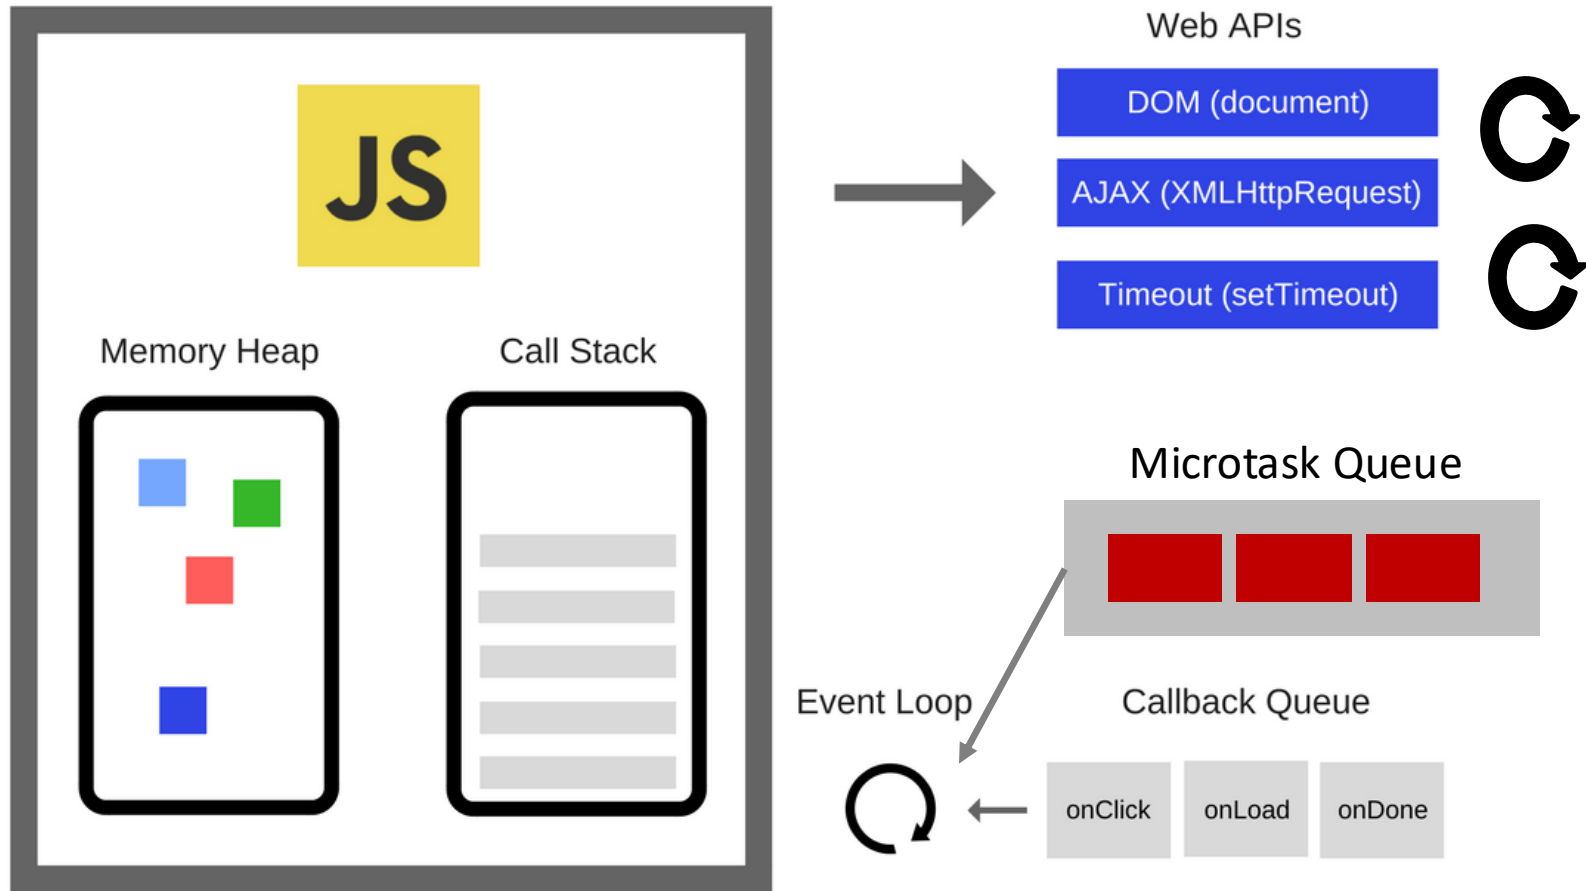 JS
Memory Heap
Call Stack
Web APIs
DOM (document)
AJAX (XMLHttpRequest)
Timeout (setTimeout)
Microtask Queue
Event Loop
Callback Queue
onClick
onLoad
onDone